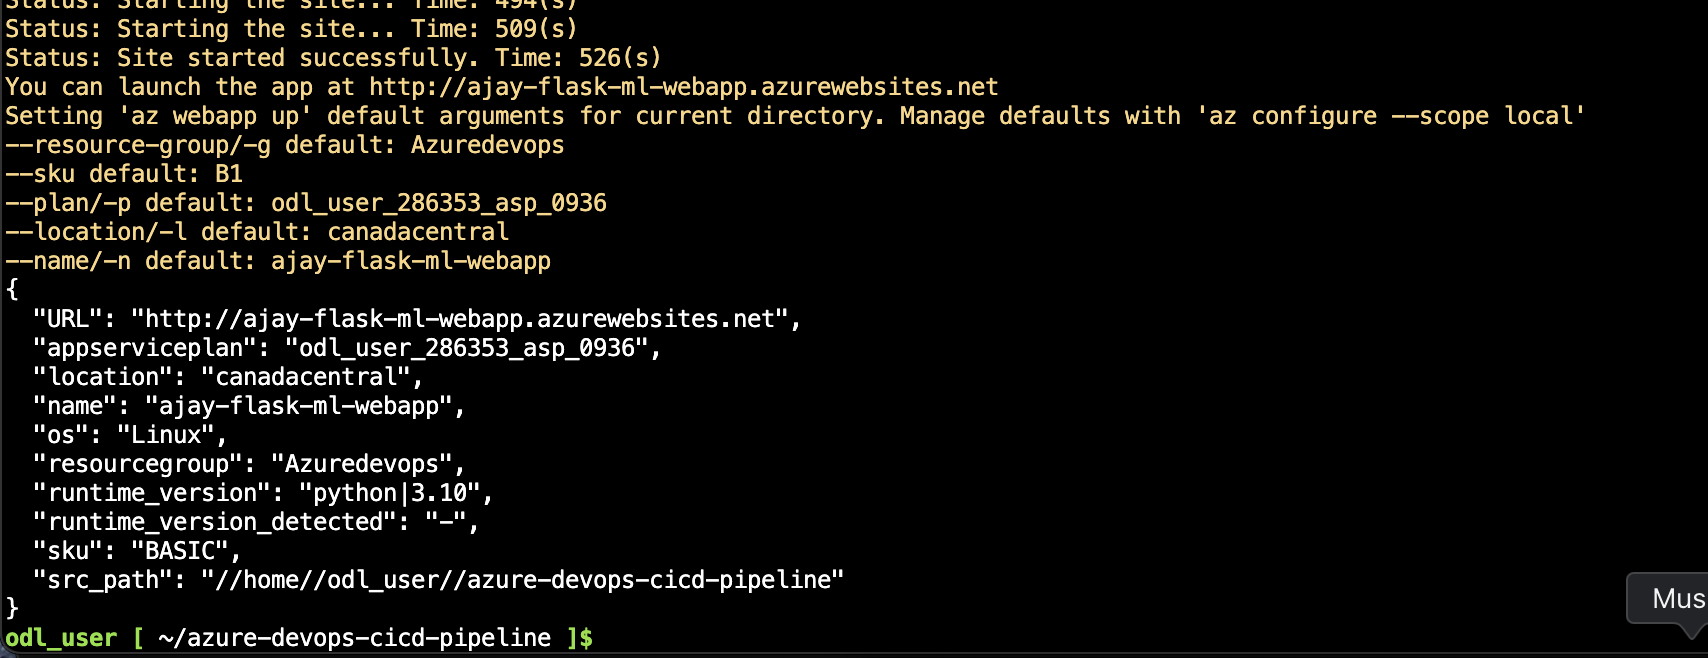 Status: Starting the site... Time: 494(s)
Status: Starting the site... Time: 509(s)
Status: Site started successfully. Time: 526(s)
You can launch the app at http://ajay-flask-ml-webapp.azurewebsites.net
Setting 'az webapp up' default arguments for current directory. Manage defaults with 'az configure --scope local'
--resource-group/-g default: Azuredevops
--sku default: B1
--plan/-p default: odl_user_286353_asp_0936
--location/-l default: canadacentral
--name/-n default: ajay-flask-ml-webapp
{
  "URL": "http://ajay-flask-ml-webapp.azurewebsites.net",
  "appserviceplan": "odl_user_286353_asp_0936",
  "location": "canadacentral",
  "name": "ajay-flask-ml-webapp",
  "os": "Linux",
  "resourcegroup": "Azuredevops",
  "runtime_version": "python|3.10",
  "runtime_version_detected": "-",
  "sku": "BASIC",
  "src_path": "//home//odl_user//azure-devops-cicd-pipeline"
}
Mus
odl_user [ ~/azure-devops-cicd-pipeline ]$